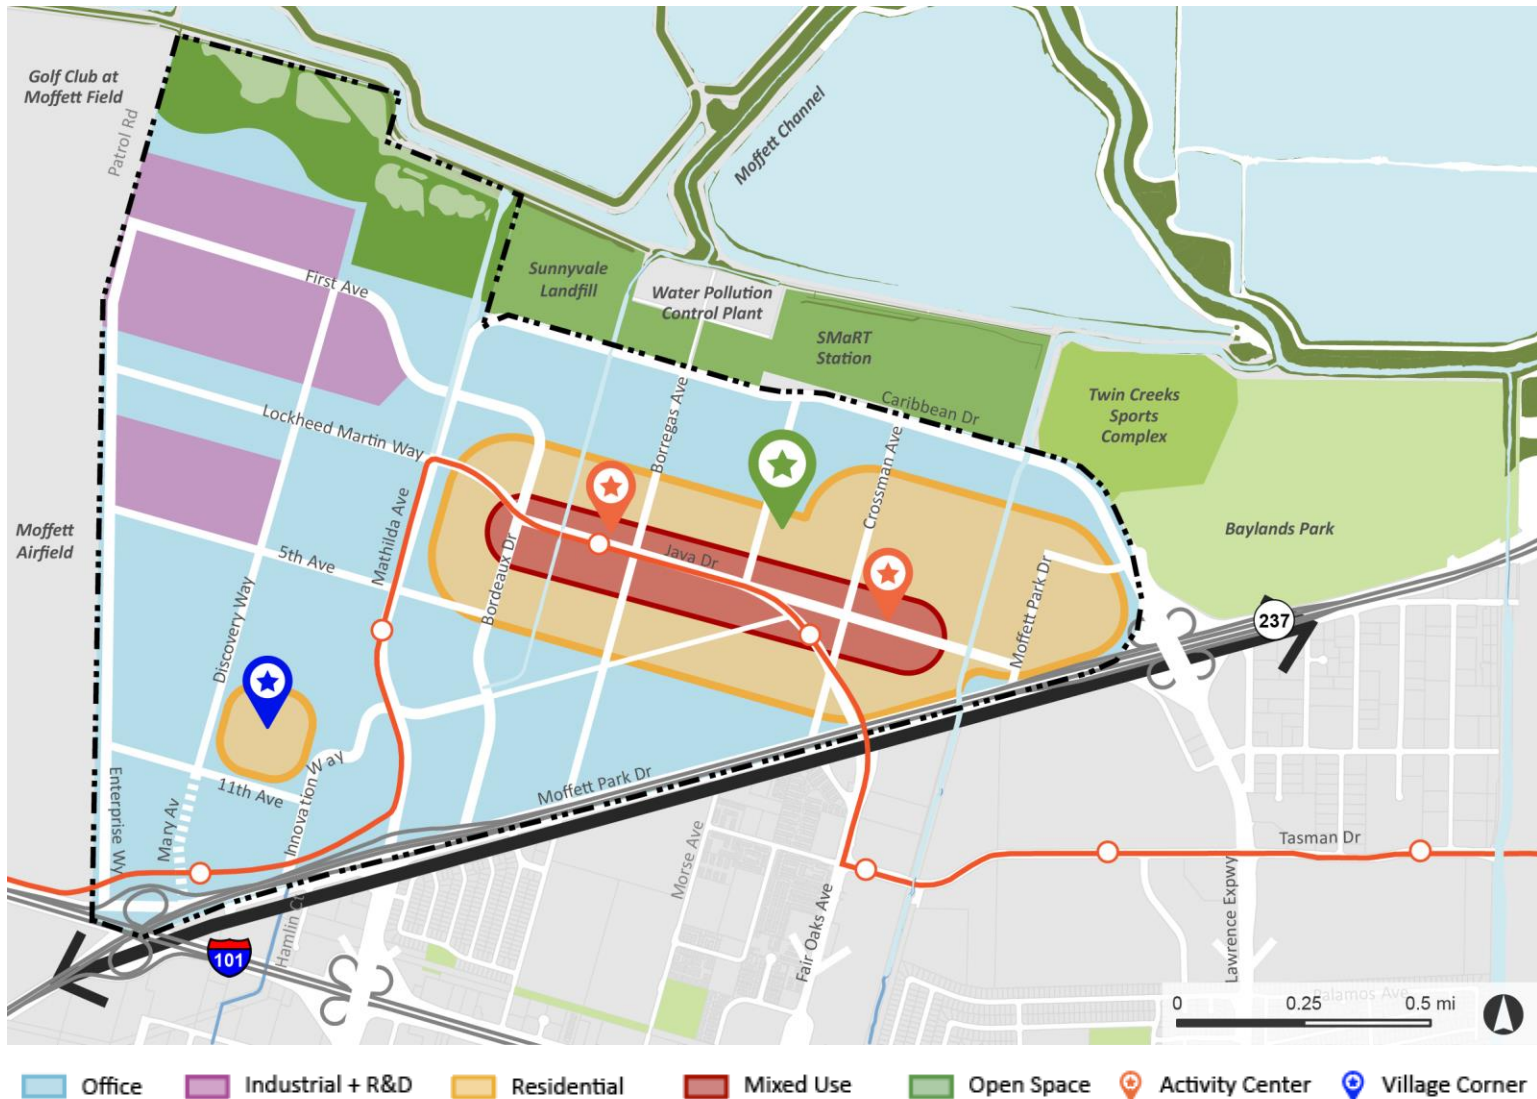 Golf Club at
Moffett Field
Patrol Rd
Moffett Channel
Sunnyvale
Landfill
Water Pollution
Control Plant
SMaRT
Station
First Ave
Twin Creeks
Sports
Complex
Caribbean Dr
Lockheed Martin Way
Borregas Ave
Crossman Ave
Baylands Park
Moffett
Airfield
Mathilda Ave
5th Ave
Java Dr
Bordeaux Dr
Moffett Park Dr
Discovery Way
237
Enterprise Wy
Mary Av
11th Ave
Innovation Way
Moffett Park Dr
Tasman Dr
Morse Ave
Hamlin Ct
Fair Oaks Ave
Lawrence Expwy
101
Palamos Ave
0 0.25 0.5 mi
Office Industrial + R&D Residential Mixed Use Open Space Activity Center Village Corner